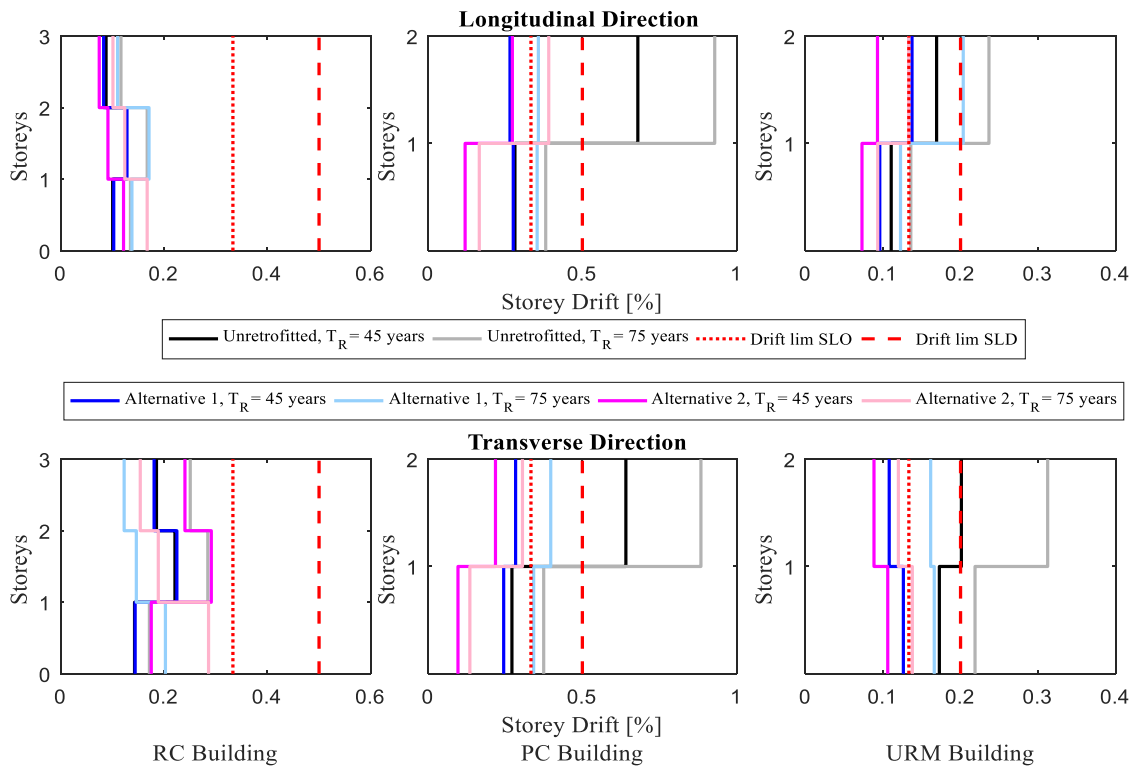 Longitudinal Direction
3
2
1
0
Storeys
0 0.2 0.4 0.6
2
1
Storeys
0 0.5 1
2
1
Storeys
0 0.1 0.2 0.3 0.4
Storey Drift [%]
Unretrofitted, T_R = 45 years Unretrofitted, T_R = 75 years Drift lim SLO Drift lim SLD
Alternative 1, T_R = 45 years Alternative 1, T_R = 75 years Alternative 2, T_R = 45 years Alternative 2, T_R = 75 years
Transverse Direction
3
2
1
0
Storeys
0 0.2 0.4 0.6
2
1
Storeys
0 0.5 1
2
1
Storeys
0 0.1 0.2 0.3 0.4
Storey Drift [%]
RC Building PC Building URM Building